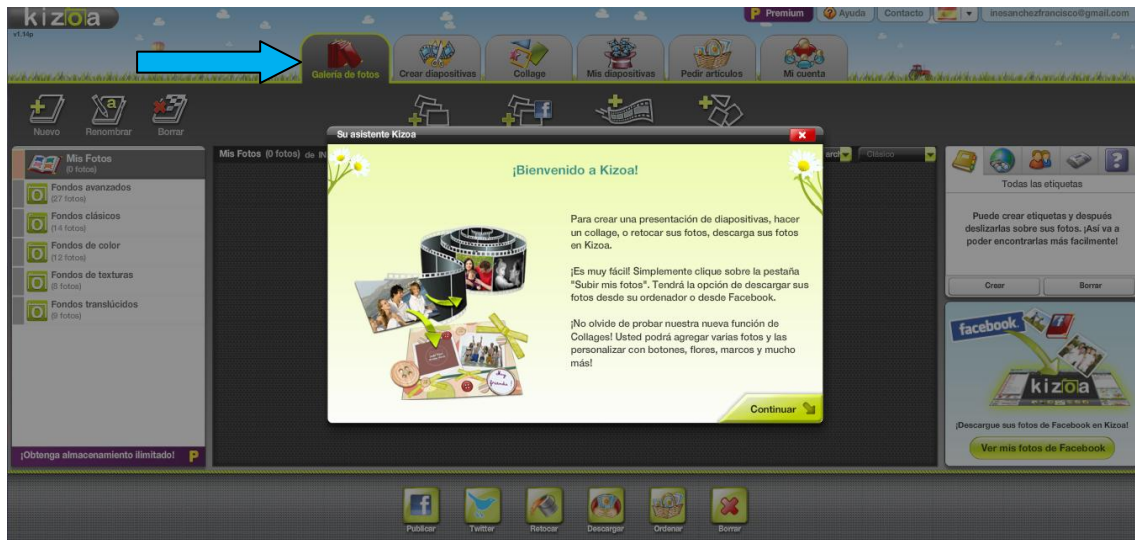 kizoa
v1.14p
Premium
Ayuda
Contacto
inesanchezfrancisco@gmail.com
Galería de fotos
Crear diapositivas
Collage
Mis diapositivas
Pedir artículos
Mi cuenta
Nuevo
Renombrar
Borrar
Su asistente Kizoa
Mis Fotos
(0 fotos)
Fondos avanzados
(27 fotos)
Fondos clásicos
(14 fotos)
Fondos de color
(12 fotos)
Fondos de texturas
(8 fotos)
Fondos translúcidos
(9 fotos)
¡Obtenga almacenamiento ilimitado!
Mis Fotos (0 fotos) de IN
arch
Clásico
¡Bienvenido a Kizoa!
Para crear una presentación de diapositivas, hacer
un collage, o retocar sus fotos, descarga sus fotos
en Kizoa.
¡Es muy fácil! Simplemente clique sobre la pestaña
"Subir mis fotos". Tendrá la opción de descargar sus
fotos desde su ordenador o desde Facebook.
¡No olvide de probar nuestra nueva función de
Collages! Usted podrá agregar varias fotos y las
personalizar con botones, flores, marcos y mucho
más!
Continuar
Todas las etiquetas
Puede crear etiquetas y después
deslizarlas sobre sus fotos. ¡Así va a
poder encontrarlas más facilmente!
Crear
Borrar
facebook
kizoa
¡Descargue sus fotos de Facebook en Kizoa!
Ver mis fotos de Facebook
Publicar
Twitter
Retocar
Descargar
Ordenar
Borrar